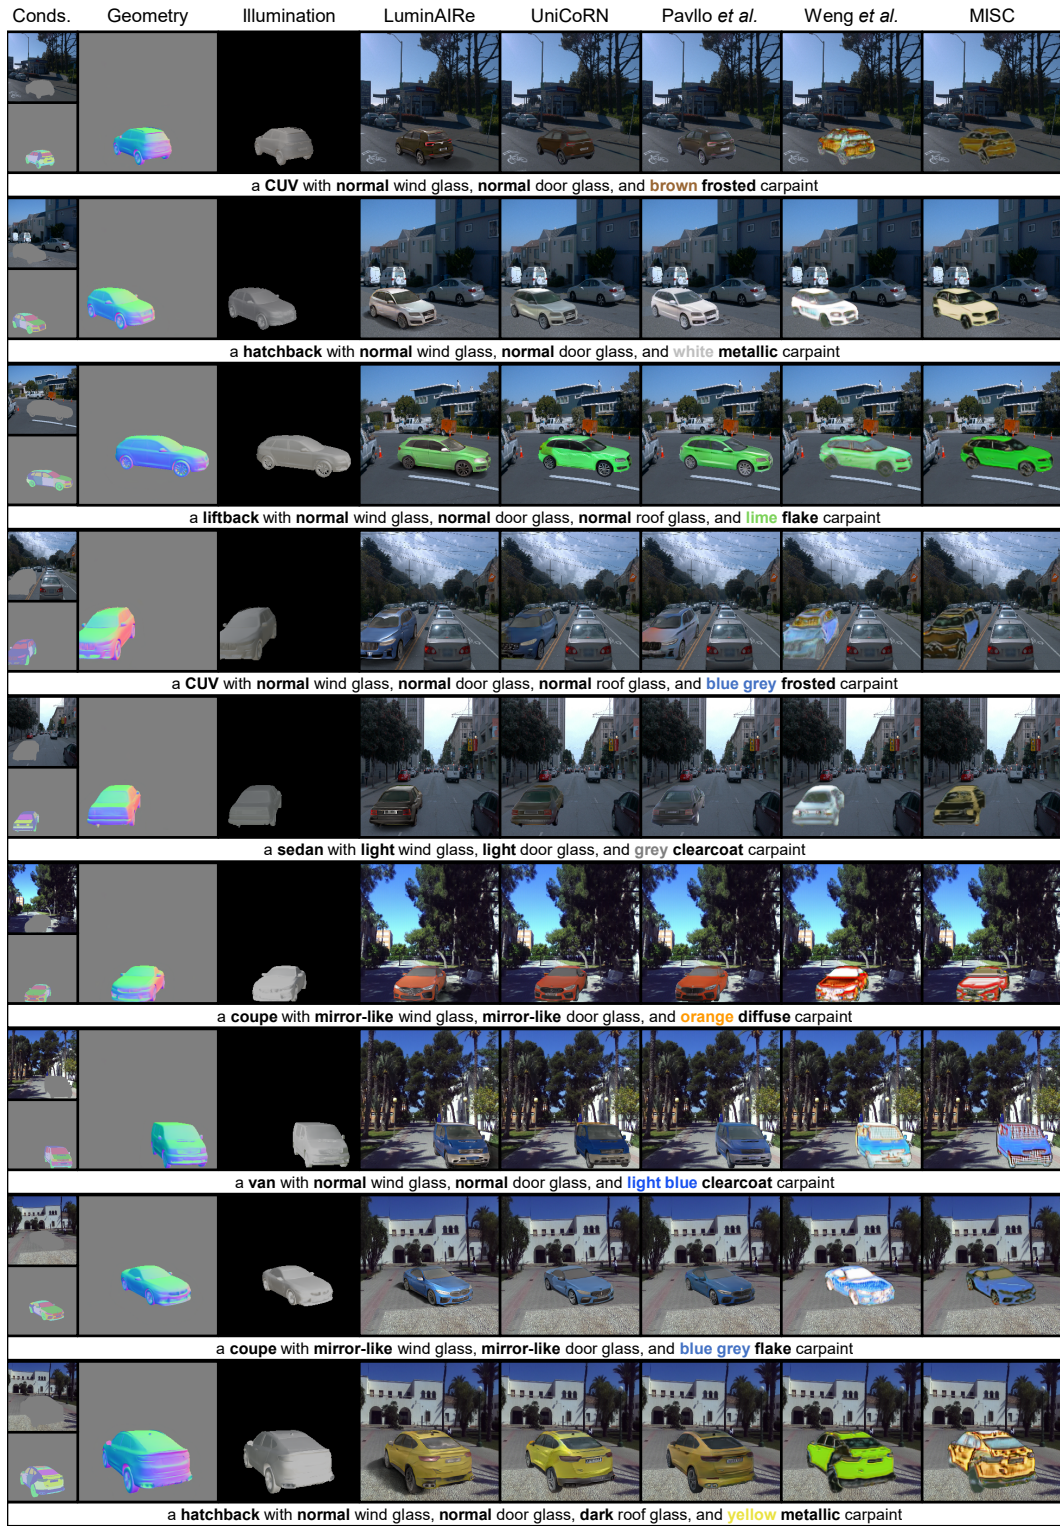 Conds. Geometry Illumination LuminAIRe UniCoRN Pavllo et al. Weng et al. MISC
a CUV with normal wind glass, normal door glass, and brown frosted carpaint
a hatchback with normal wind glass, normal door glass, and white metallic carpaint
a liftback with normal wind glass, normal door glass, normal roof glass, and lime flake carpaint
a CUV with normal wind glass, normal door glass, normal roof glass, and blue grey frosted carpaint
a sedan with light wind glass, light door glass, and grey clearcoat carpaint
a coupe with mirror-like wind glass, mirror-like door glass, and orange diffuse carpaint
a van with normal wind glass, normal door glass, and light blue clearcoat carpaint
a coupe with mirror-like wind glass, mirror-like door glass, and blue grey flake carpaint
a hatchback with normal wind glass, normal door glass, dark roof glass, and yellow metallic carpaint